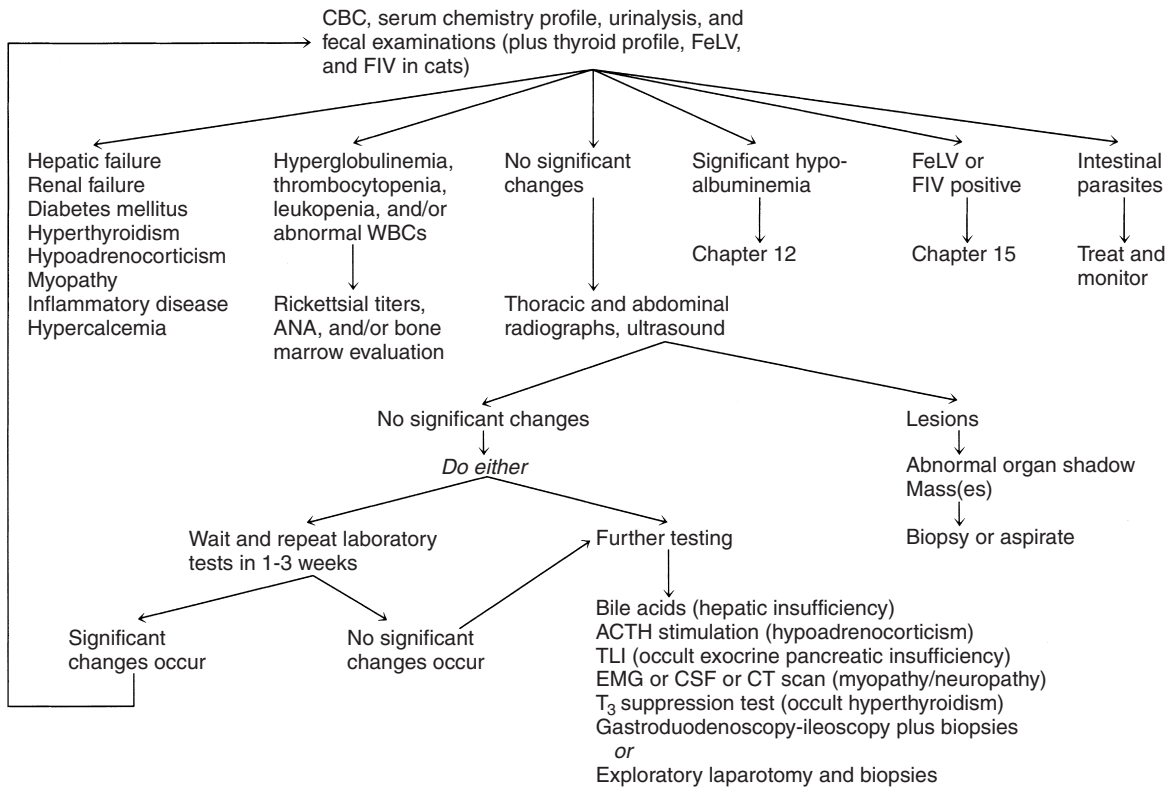 CBC, serum chemistry profile, urinalysis, and
fecal examinations (plus thyroid profile, FeLV,
and FIV in cats)
Hepatic failure
Renal failure
Diabetes mellitus
Hyperthyroidism
Hypoadrenocorticism
Myopathy
Inflammatory disease
Hypercalcemia
Hyperglobulinemia,
thrombocytopenia,
leukopenia, and/or
abnormal WBCs
Rickettsial titers,
ANA, and/or bone
marrow evaluation
No significant
changes
Thoracic and abdominal
radiographs, ultrasound
Significant hypo-
albuminemia
Chapter 12
FeLV or
FIV positive
Chapter 15
Intestinal
parasites
Treat and
monitor
No significant changes
Do either
Lesions
Abnormal organ shadow
Mass(es)
Biopsy or aspirate
Wait and repeat laboratory
tests in 1-3 weeks
Further testing
Significant
changes occur
No significant
changes occur
Bile acids (hepatic insufficiency)
ACTH stimulation (hypoadrenocorticism)
TLI (occult exocrine pancreatic insufficiency)
EMG or CSF or CT scan (myopathy/neuropathy)
T₃ suppression test (occult hyperthyroidism)
Gastroduodenoscopy-ileoscopy plus biopsies
or
Exploratory laparotomy and biopsies